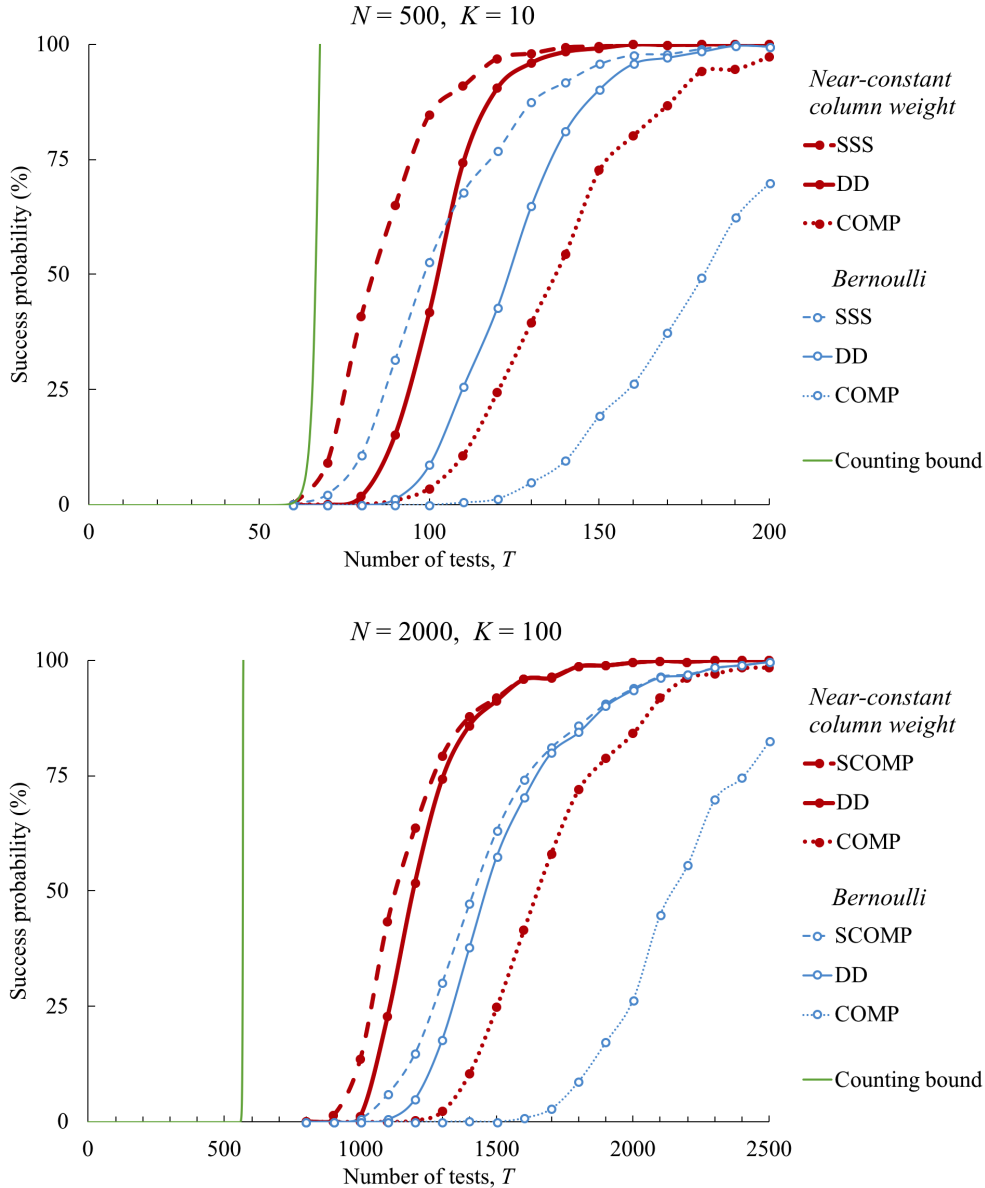 N = 500, K = 10
100
75
50
25
0
Success probability (%)
0
50
100
150
200
Number of tests, T
Near-constant
column weight
SSS
DD
COMP
Bernoulli
SSS
DD
COMP
Counting bound
N = 2000, K = 100
100
75
50
25
0
Success probability (%)
0
500
1000
1500
2000
2500
Number of tests, T
Near-constant
column weight
SCOMP
DD
COMP
Bernoulli
SCOMP
DD
COMP
Counting bound